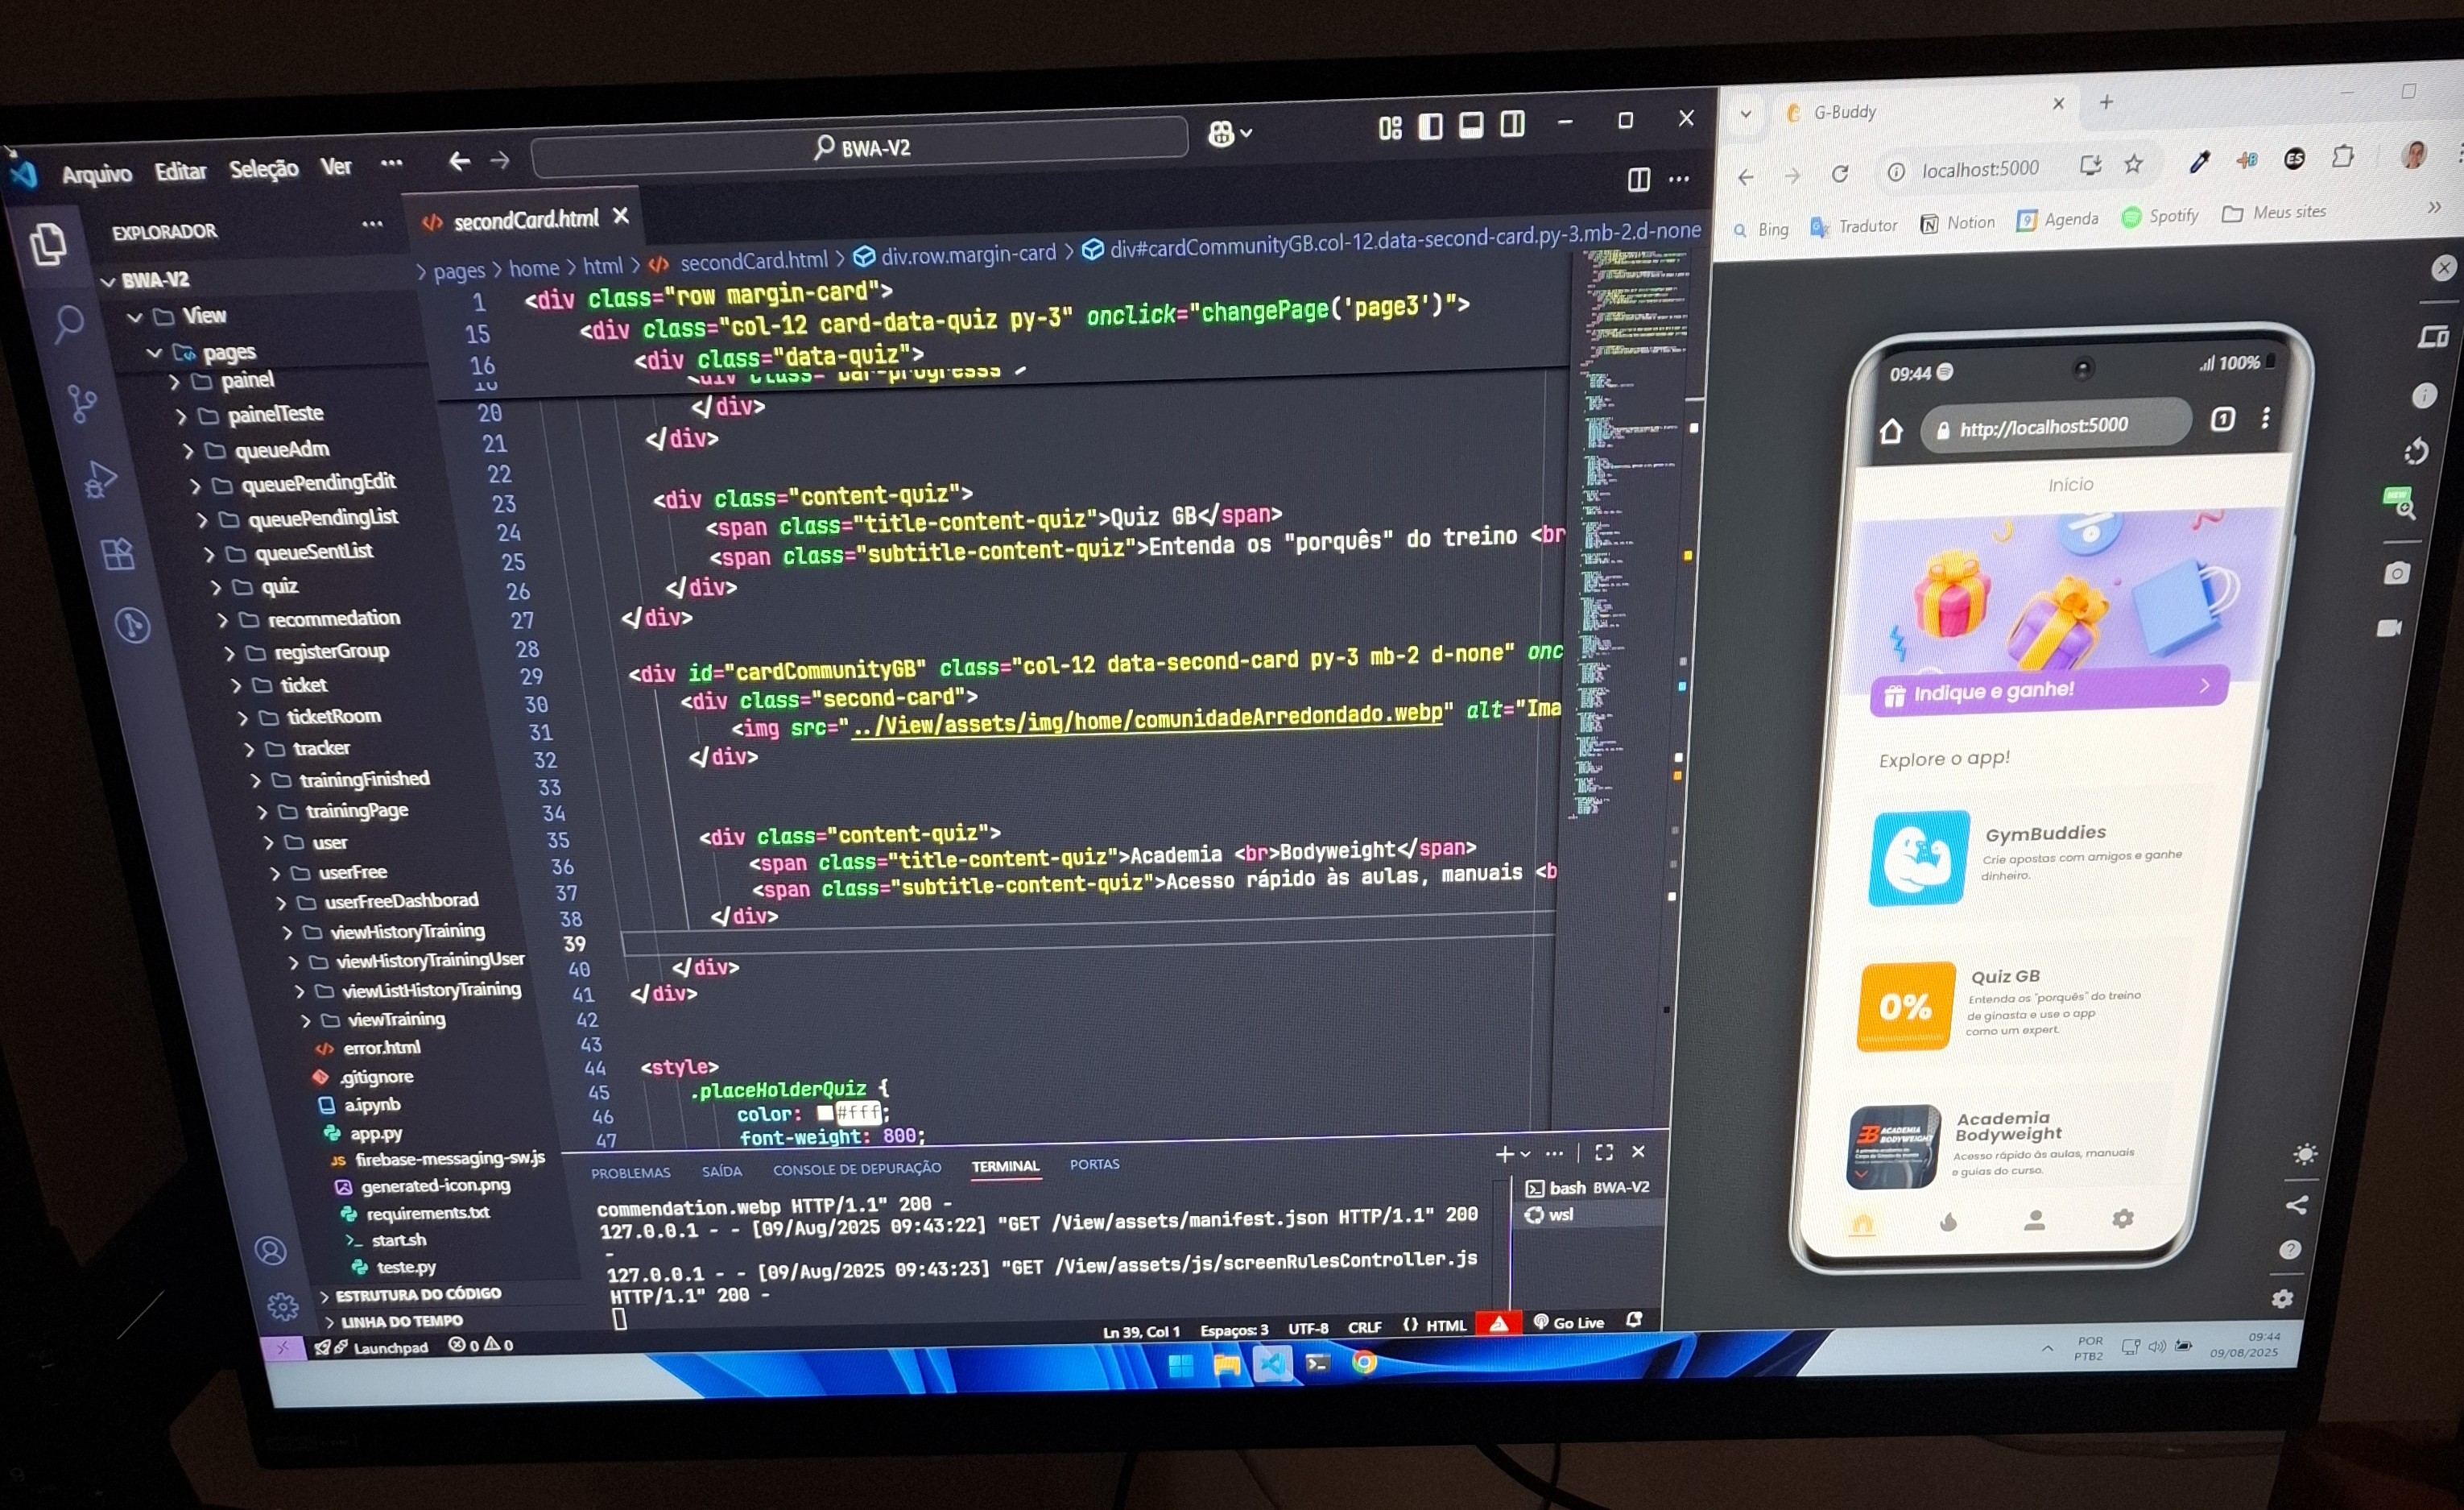 Arquivo Editar Seleção Ver ··· BWA-V2
EXPLORADOR ···
BWA-V2
View
pages
painel
painelTeste
queueAdm
queuePendingEdit
queuePendingList
queueSentList
quiz
recommedation
registerGroup
ticket
ticketRoom
tracker
trainingFinished
trainingPage
user
userFree
userFreeDashborad
viewHistoryTraining
viewHistoryTrainingUser
viewListHistoryTraining
viewTraining
error.html
.gitignore
a.ipynb
app.py
JS firebase-messaging-sw.js
generated-icon.png
requirements.txt
start.sh
teste.py
ESTRUTURA DO CÓDIGO
LINHA DO TEMPO
secondCard.html
> pages > home > html > secondCard.html > div.row.margin-card > div#cardCommunityGB.col-12.data-second-card.py-3.mb-2.d-none
1 <div class="row margin-card">
15 <div class="col-12 card-data-quiz py-3" onclick="changePage('page3')">
16 <div class="data-quiz">
20 </div>
21 </div>
22
23 <div class="content-quiz">
24 <span class="title-content-quiz">Quiz GB</span>
25 <span class="subtitle-content-quiz">Entenda os "porquês" do treino <br
26 </div>
27 </div>
28
29 <div id="cardCommunityGB" class="col-12 data-second-card py-3 mb-2 d-none" onc
30 <div class="second-card">
31 <img src="../View/assets/img/home/comunidadeArredondado.webp" alt="Ima
32 </div>
33
34
35 <div class="content-quiz">
36 <span class="title-content-quiz">Academia <br>Bodyweight</span>
37 <span class="subtitle-content-quiz">Acesso rápido às aulas, manuais <b
38 </div>
39
40 </div>
41 </div>
42
43
44 <style>
45 .placeHolderQuiz {
46 color: #fff;
47 font-weight: 800;
PROBLEMAS SAÍDA CONSOLE DE DEPURAÇÃO TERMINAL PORTAS
commendation.webp HTTP/1.1" 200 -
127.0.0.1 - - [09/Aug/2025 09:43:22] "GET /View/assets/manifest.json HTTP/1.1" 200
-
127.0.0.1 - - [09/Aug/2025 09:43:23] "GET /View/assets/js/screenRulesController.js
HTTP/1.1" 200 -
bash BWA-V2
wsl
Launchpad 0 0
Ln 39, Col 1 Espaços: 3 UTF-8 CRLF {} HTML Go Live
G-Buddy
localhost:5000
ES
Bing Tradutor Notion Agenda Spotify Meus sites
NEW
09:44 100%
http://localhost:5000 1
Início
Indique e ganhe!
Explore o app!
GymBuddies
Crie apostas com amigos e ganhe
dinheiro.
0%
Quiz GB
Entenda os "porquês" do treino
de ginasta e use o app
como um expert.
ACADEMIA
BODYWEIGHT
Academia
Bodyweight
Acesso rápido às aulas, manuais
e guias do curso.
POR
PTB2
09:44
09/08/2025